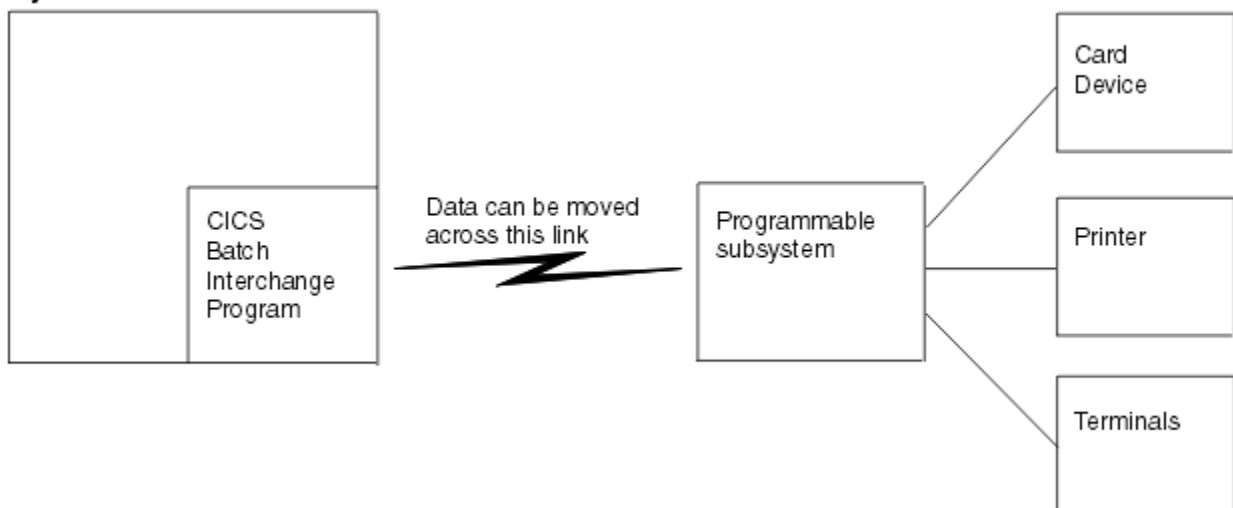 CICS
Batch
Interchange
Program
Data can be moved
across this link
Programmable
subsystem
Card
Device
Printer
Terminals